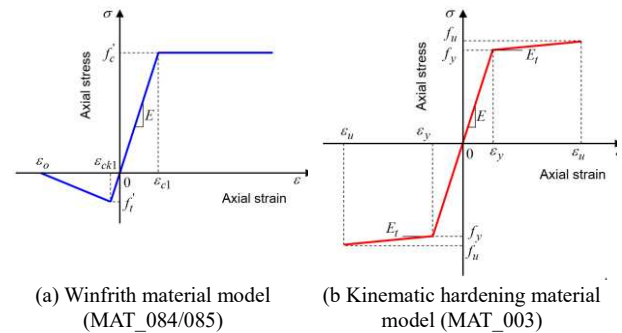 σ
f'c
Axial stress
E
εo
εck1
0
εc1
ε
f't
Axial strain
σ
fu
fy
Et
Axial stress
E
εu
εy
0
εy
εu
Axial strain
Et
fy
fu
(a) Winfrith material model
(MAT_084/085)
(b Kinematic hardening material
model (MAT_003)